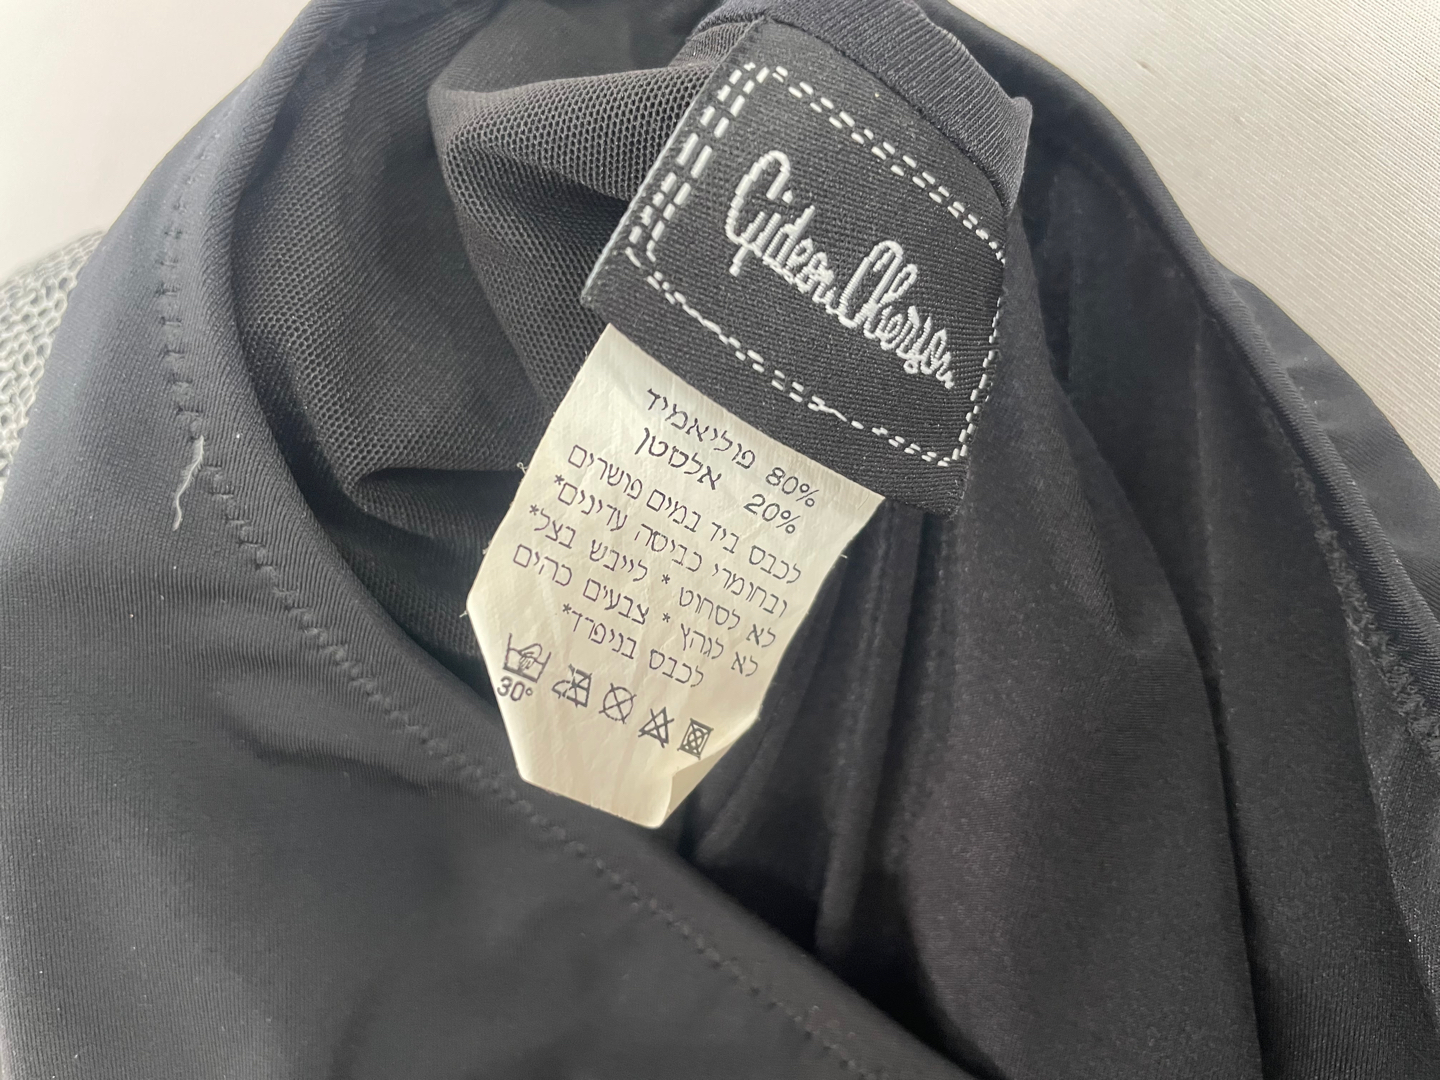 Gideon Oberson
80% פוליאמיד
20% אלסטן
לכבס ביד במים פושרים
ובחומרי כביסה עדינים*
לא לסחוט * לייבש בצל*
לא לגהץ * צבעים כהים
לכבס בניפרד*
30°